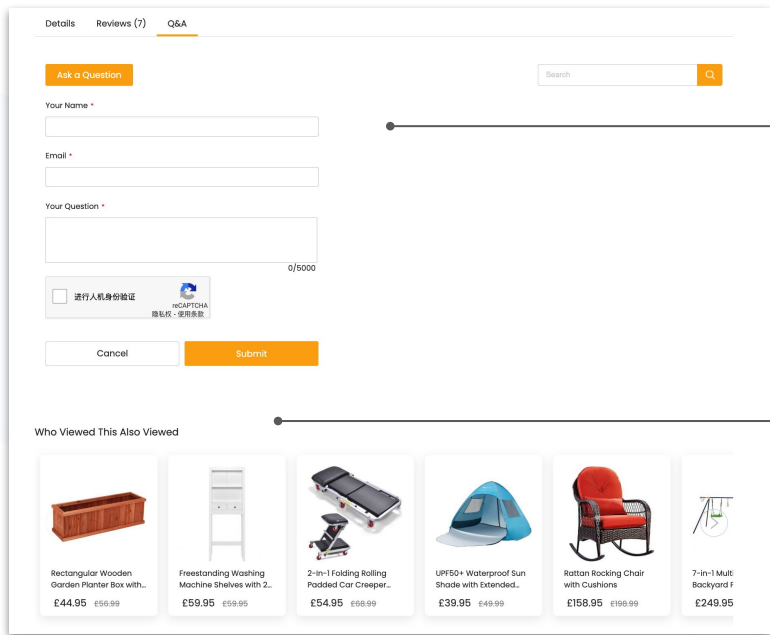 Details Reviews (7) Q&A
Ask a Question
Search
Your Name *
Email *
Your Question *
0/5000
进行人机身份验证
reCAPTCHA
隐私权 - 使用条款
Cancel Submit
Who Viewed This Also Viewed
Rectangular Wooden
Garden Planter Box with...
£44.95 £56.99
Freestanding Washing
Machine Shelves with 2...
£59.95 £59.95
2-In-1 Folding Rolling
Padded Car Creeper...
£54.95 £68.99
UPF50+ Waterproof Sun
Shade with Extended...
£39.95 £49.99
Rattan Rocking Chair
with Cushions
£158.95 £198.99
7-in-1 Multi
Backyard
£249.95